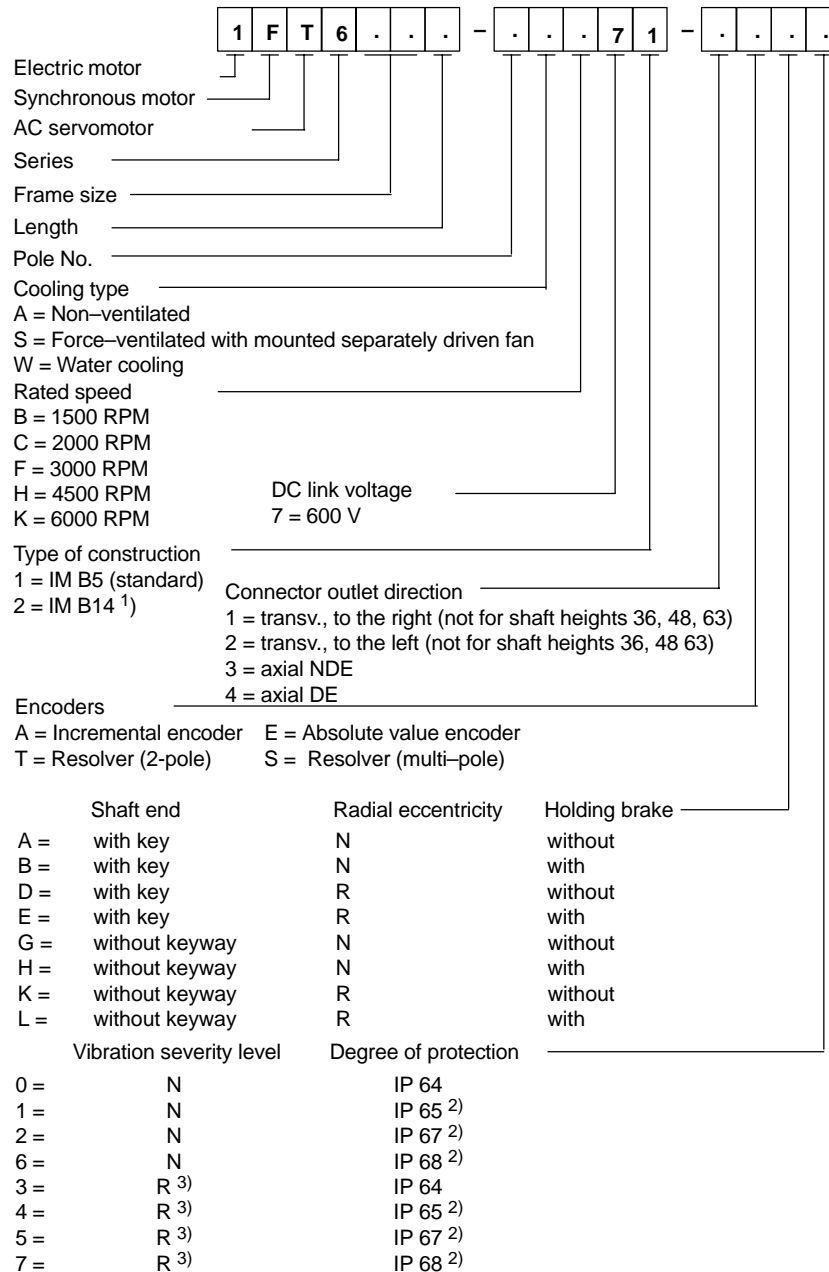 1 F T 6 . . . – . . . 7 1 – . . . .
Electric motor
Synchronous motor
AC servomotor
Series
Frame size
Length
Pole No.
Cooling type
A = Non–ventilated
S = Force–ventilated with mounted separately driven fan
W = Water cooling
Rated speed
B = 1500 RPM
C = 2000 RPM
F = 3000 RPM
H = 4500 RPM
K = 6000 RPM
DC link voltage
7 = 600 V
Type of construction
1 = IM B5 (standard)
2 = IM B14 1)
Connector outlet direction
1 = transv., to the right (not for shaft heights 36, 48, 63)
2 = transv., to the left (not for shaft heights 36, 48 63)
3 = axial NDE
4 = axial DE
Encoders
A = Incremental encoder E = Absolute value encoder
T = Resolver (2-pole) S = Resolver (multi–pole)
Shaft end Radial eccentricity Holding brake
A = with key N without
B = with key N with
D = with key R without
E = with key R with
G = without keyway N without
H = without keyway N with
K = without keyway R without
L = without keyway R with
Vibration severity level Degree of protection
0 = N IP 64
1 = N IP 65 2)
2 = N IP 67 2)
6 = N IP 68 2)
3 = R 3) IP 64
4 = R 3) IP 65 2)
5 = R 3) IP 67 2)
7 = R 3) IP 68 2)